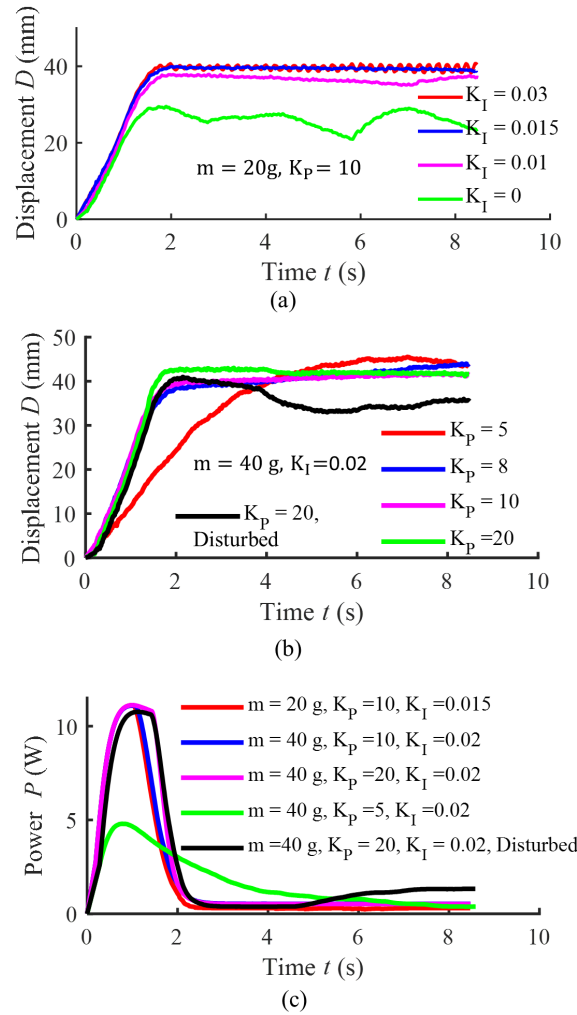 40
20
0
Displacement D (mm)
K_I = 0.03
K_I = 0.015
K_I = 0.01
K_I = 0
m = 20g, K_P = 10
0 2 4 6 8 10
Time t (s)
(a)
50
40
30
20
10
0
Displacement D (mm)
K_P = 5
K_P = 8
K_P = 10
K_P =20
m = 40 g, K_I=0.02
K_P = 20,
Disturbed
0 2 4 6 8 10
Time t (s)
(b)
10
5
0
Power P (W)
m = 20 g, K_P =10, K_I =0.015
m = 40 g, K_P =10, K_I =0.02
m = 40 g, K_P =20, K_I =0.02
m = 40 g, K_P =5, K_I =0.02
m =40 g, K_P = 20, K_I = 0.02, Disturbed
0 2 4 6 8 10
Time t (s)
(c)